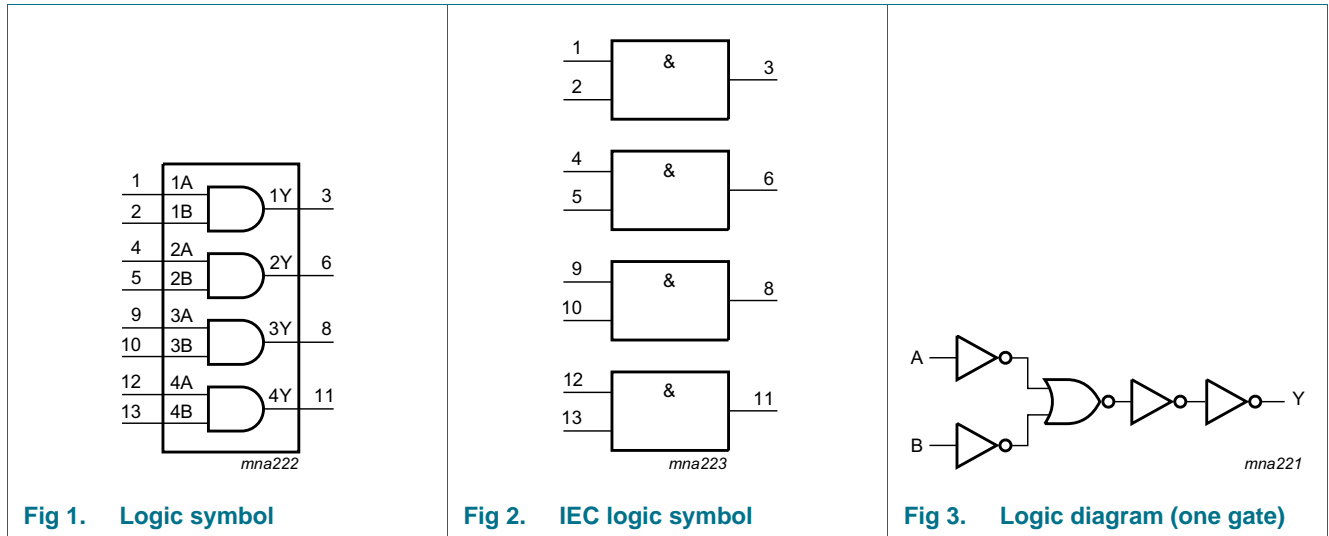 1 1A 1Y 3
2 1B
4 2A 2Y 6
5 2B
9 3A 3Y 8
10 3B
12 4A 4Y 11
13 4B
mna222
Fig 1. Logic symbol
1 & 3
2
4 & 6
5
9 & 8
10
12 & 11
13
mna223
Fig 2. IEC logic symbol
A
Y
B
mna221
Fig 3. Logic diagram (one gate)